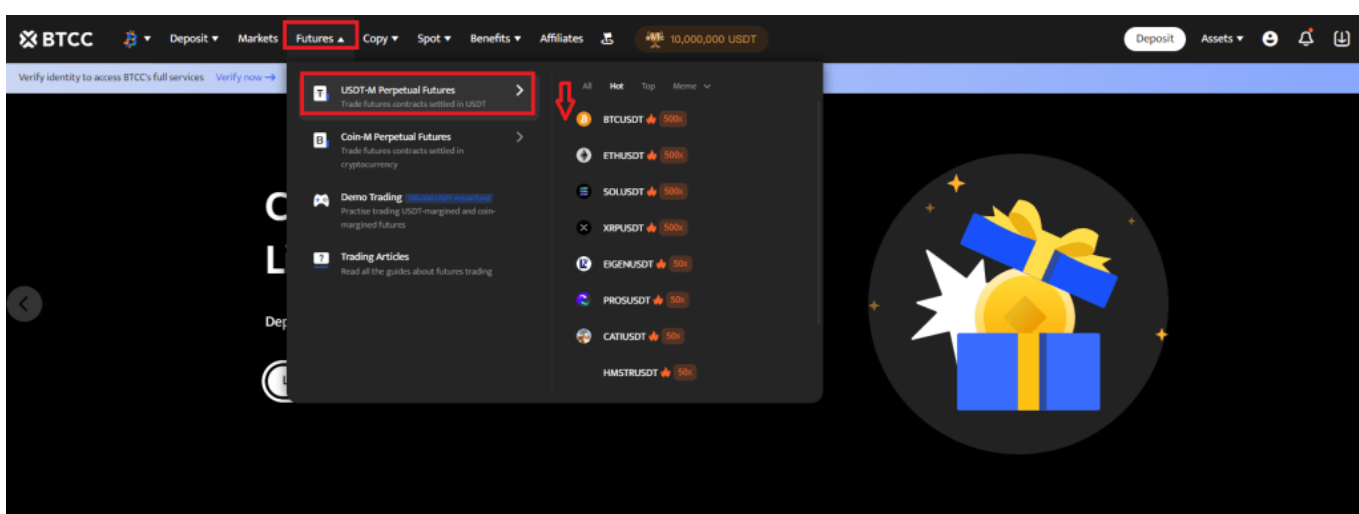 BTCC Deposit Markets Futures Copy Spot Benefits Affiliates 10,000,000 USDT Deposit Assets
Verify identity to access BTCC's full services Verify now →
USDT-M Perpetual Futures
Trade futures contracts settled in USDT
Coin-M Perpetual Futures
Trade futures contracts settled in
cryptocurrency
Demo Trading
Practise trading USDT-margined and coin-
margined futures
Trading Articles
Read all the guides about futures trading
All Hot Top Meme
BTCUSDT 500x
ETHUSDT 500x
SOLUSDT 500x
XRPUSDT 500x
EIGENUSDT 50x
PROSUSDT 50x
CATIUSDT 50x
HMSTRUSDT 50x
C
Li
Dep